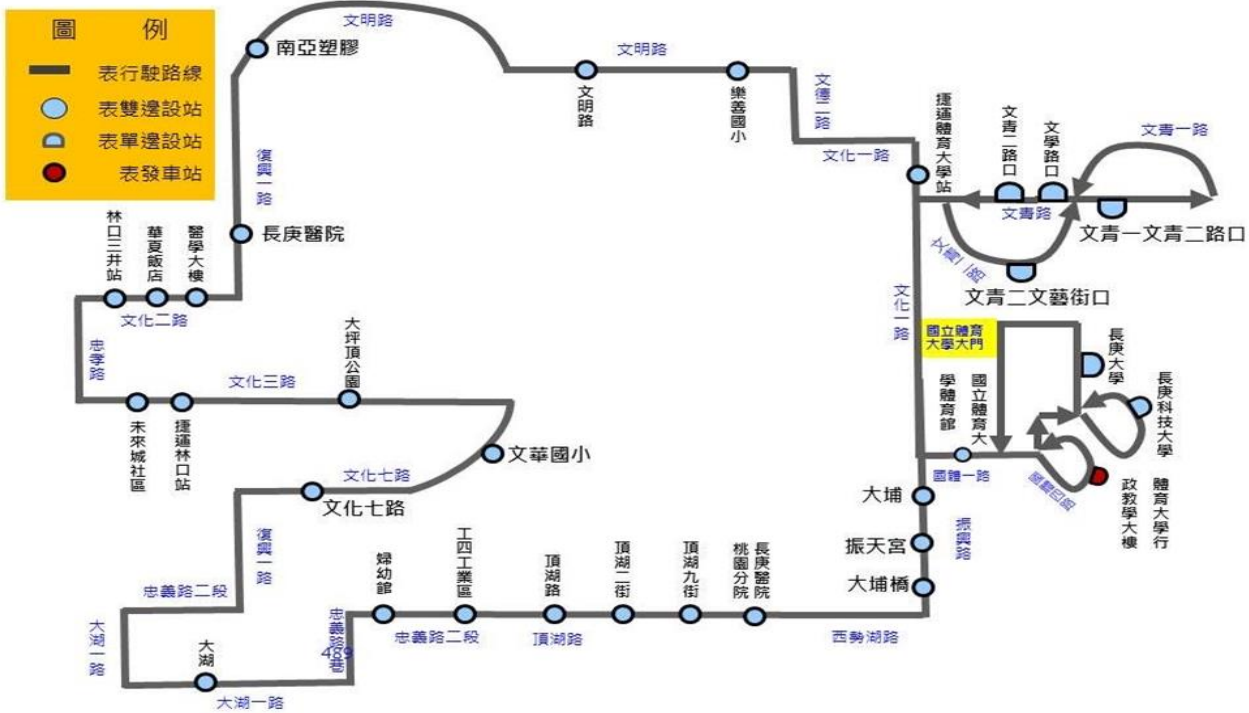 圖 例
表行駛路線
表雙邊設站
表單邊設站
表發車站
文明路
南亞塑膠
文明路
文明路
樂善國小
文德二路
文化一路
捷運體育大學站
文青二路口
文學路口
文青一路
文青路
文青一文青二路口
文青二路
文青二文藝街口
復興一路
長庚醫院
林口三井站
華夏飯店
醫學大樓
文化二路
忠孝路
文化三路
大坪頂公園
未來城社區
捷運林口站
文華國小
文化七路
文化七路
復興一路
文化一路
國立體育
大學大門
長庚大學
長庚科技大學
國立體育大
學體育館
國體一路
體育大學行
政教學大樓
大埔
振天宮
大埔橋
振興路
忠義路二段
大湖一路
大湖
大湖一路
忠義路
巷
489
婦幼館
工四工業區
頂湖路
頂湖二街
頂湖九街
長庚醫院
桃園分院
忠義路二段
頂湖路
西勢湖路